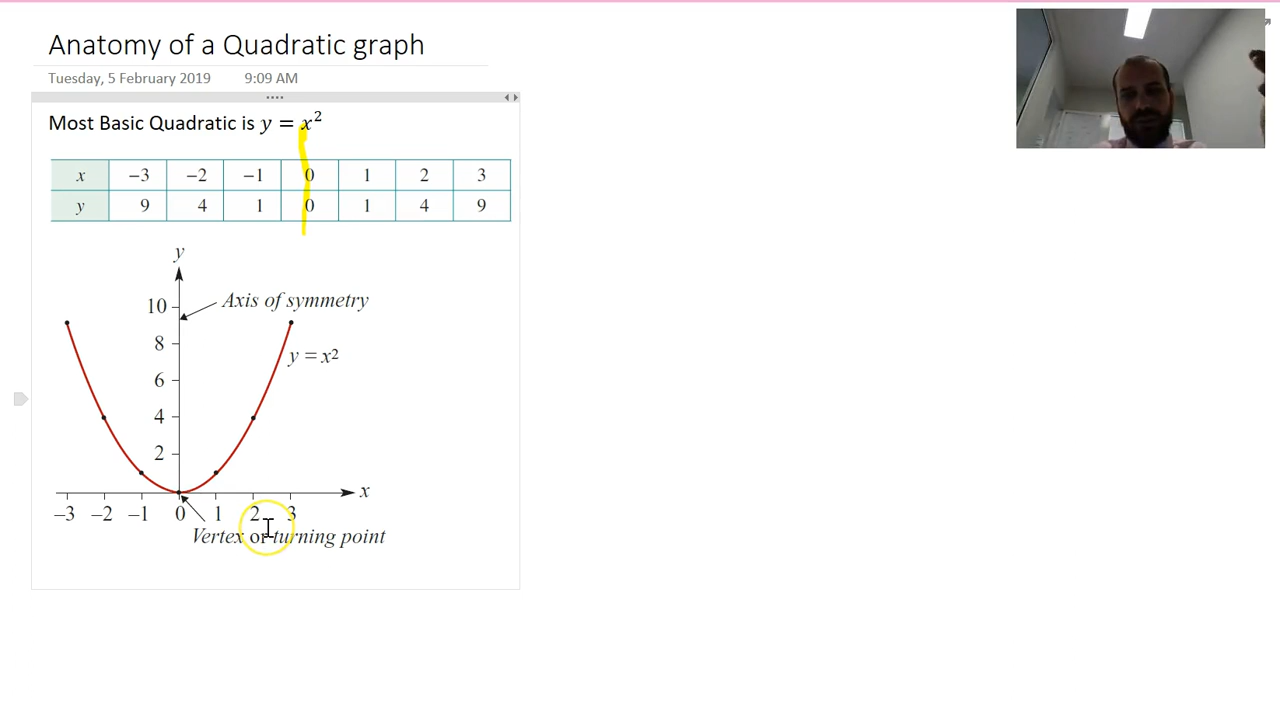 Anatomy of a Quadratic graph
Tuesday, 5 February 2019 9:09 AM
Most Basic Quadratic is y = x²
x −3 −2 −1 0 1 2 3
y 9 4 1 0 1 4 9
y
10
Axis of symmetry
8
y = x²
6
4
2
x
−3 −2 −1 0 1 2 3
Vertex or turning point